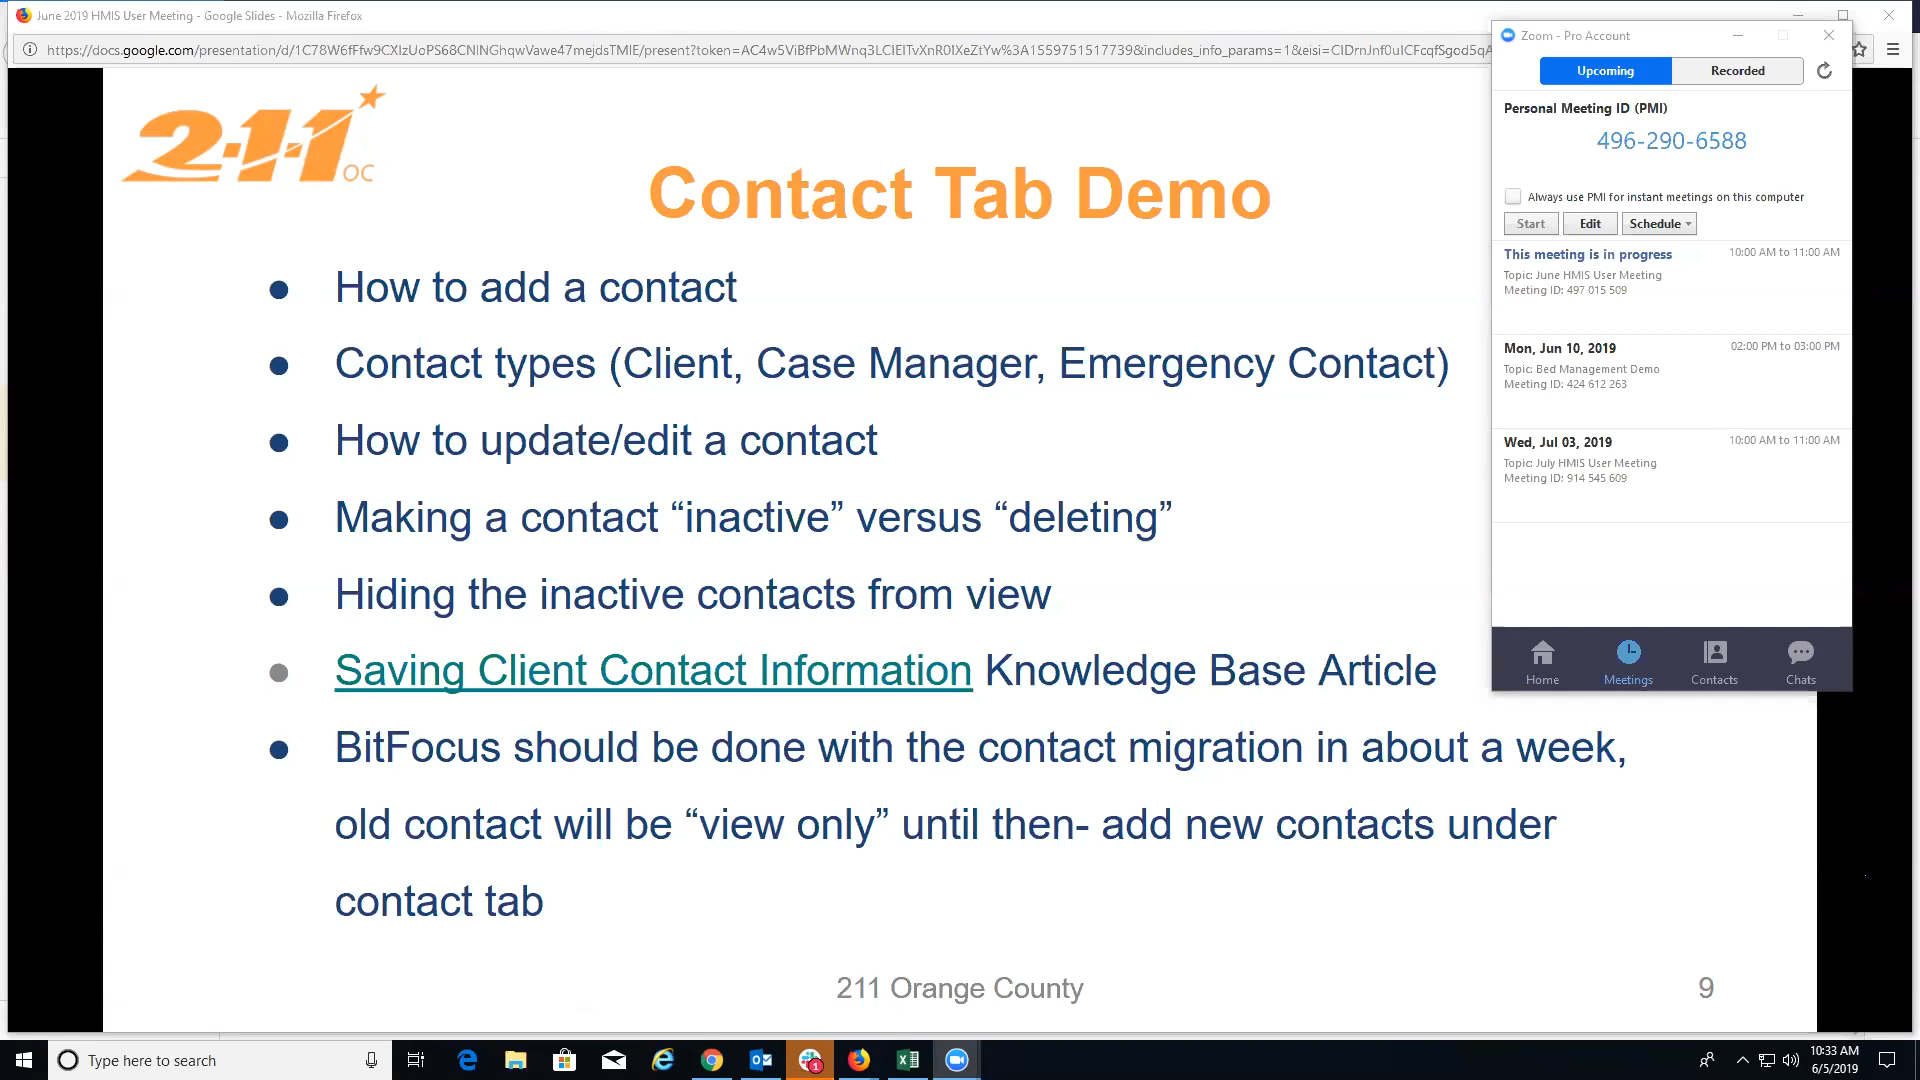 June 2019 HMIS User Meeting - Google Slides - Mozilla Firefox
2-1-1
OC
Contact Tab Demo
● How to add a contact
● Contact types (Client, Case Manager, Emergency Contact)
● How to update/edit a contact
● Making a contact “inactive” versus “deleting”
● Hiding the inactive contacts from view
● Saving Client Contact Information Knowledge Base Article
● BitFocus should be done with the contact migration in about a week,
old contact will be “view only” until then- add new contacts under
contact tab
211 Orange County
9
Zoom - Pro Account
Upcoming Recorded
Personal Meeting ID (PMI)
496-290-6588
Always use PMI for instant meetings on this computer
Start Edit Schedule
This meeting is in progress 10:00 AM to 11:00 AM
Topic: June HMIS User Meeting
Meeting ID: 497 015 509
Mon, Jun 10, 2019 02:00 PM to 03:00 PM
Topic: Bed Management Demo
Meeting ID: 424 612 263
Wed, Jul 03, 2019 10:00 AM to 11:00 AM
Topic: July HMIS User Meeting
Meeting ID: 914 545 609
Home Meetings Contacts Chats
Type here to search
1
10:33 AM
6/5/2019